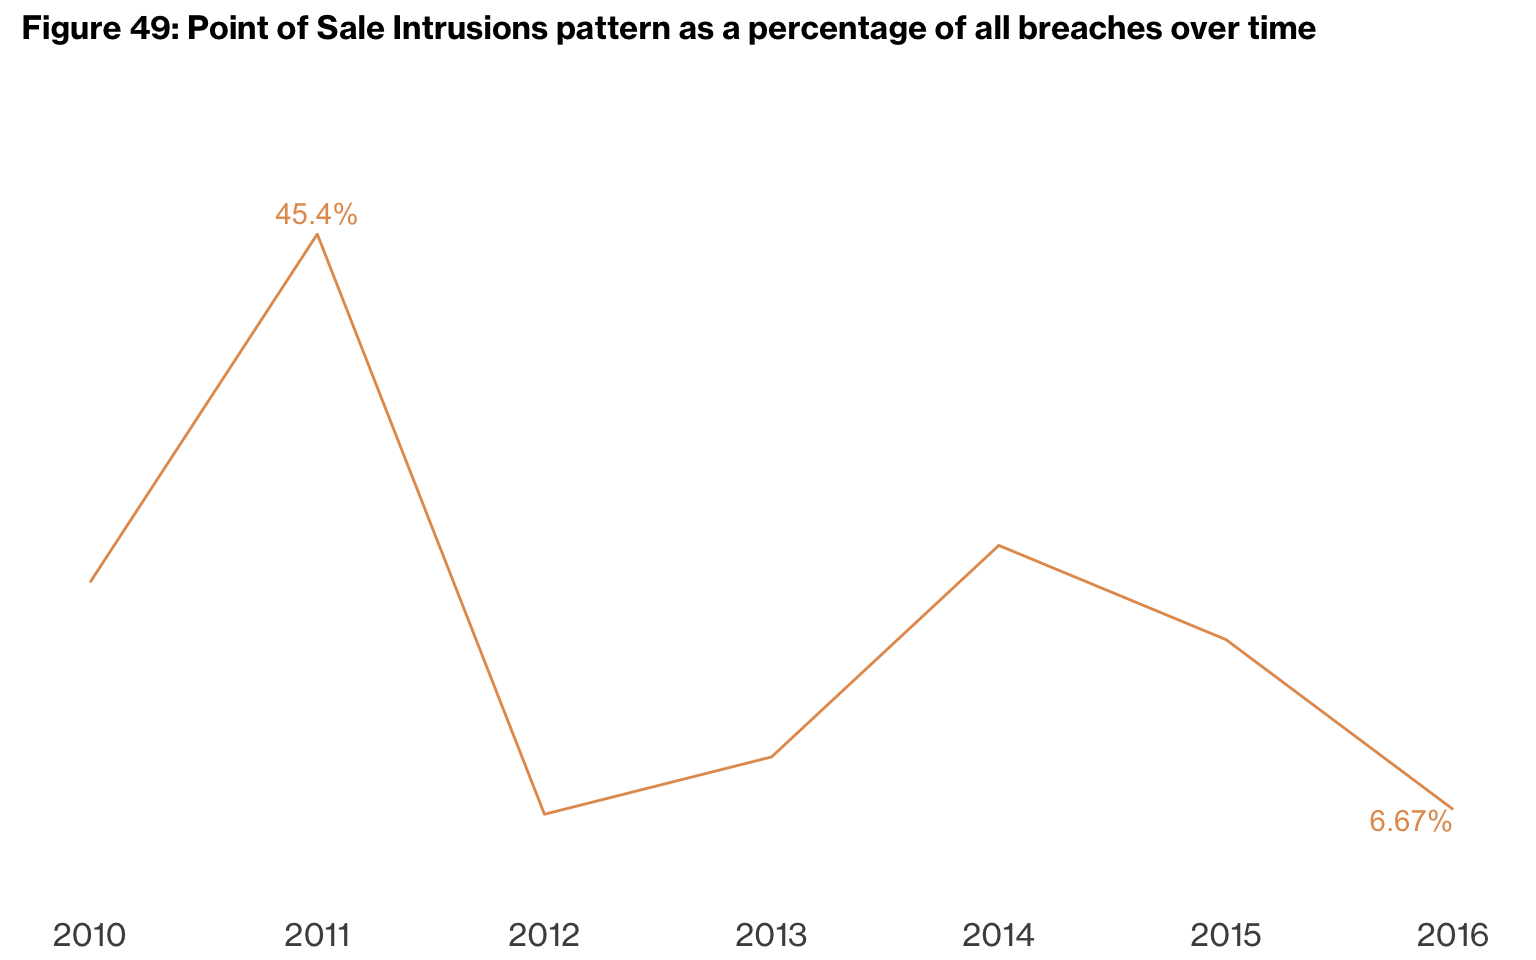 Figure 49: Point of Sale Intrusions pattern as a percentage of all breaches over time
45.4%
6.67%
2010 2011 2012 2013 2014 2015 2016